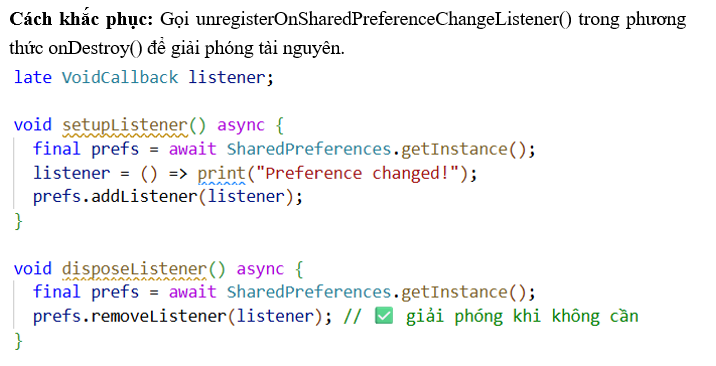 Cách khắc phục: Gọi unregisterOnSharedPreferenceChangeListener() trong phương
thức onDestroy() để giải phóng tài nguyên.
late VoidCallback listener;
void setupListener() async {
final prefs = await SharedPreferences.getInstance();
listener = () => print("Preference changed!");
prefs.addListener(listener);
}
void disposeListener() async {
final prefs = await SharedPreferences.getInstance();
prefs.removeListener(listener); // ✅ giải phóng khi không cần
}